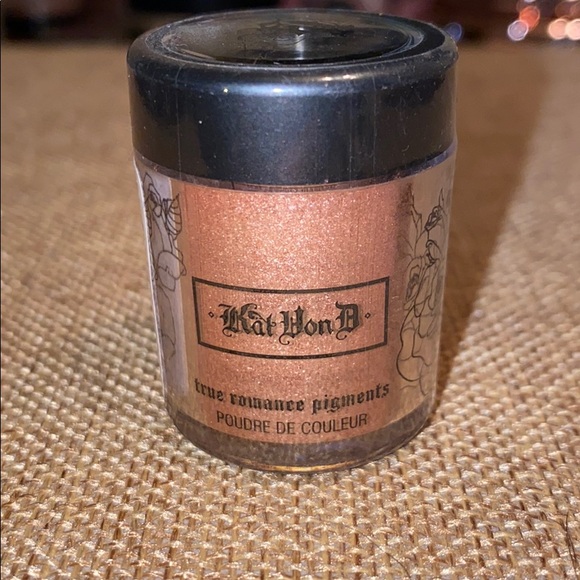 Kat Von D
true romance pigments
POUDRE DE COULEUR